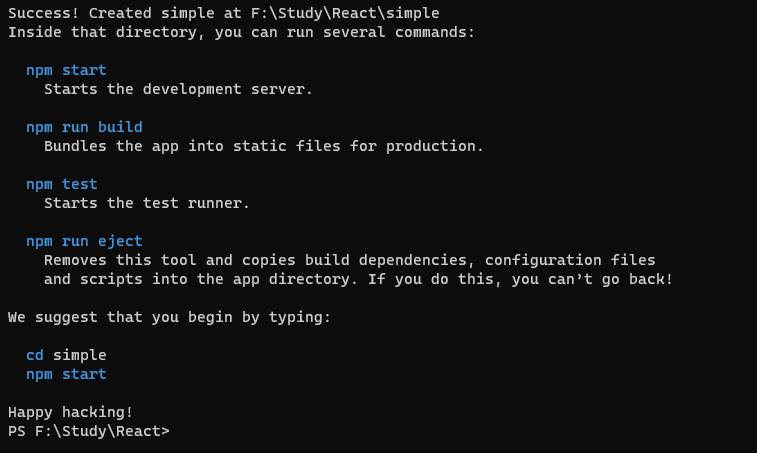 Success! Created simple at F:\Study\React\simple
Inside that directory, you can run several commands:
npm start
Starts the development server.
npm run build
Bundles the app into static files for production.
npm test
Starts the test runner.
npm run eject
Removes this tool and copies build dependencies, configuration files
and scripts into the app directory. If you do this, you can’t go back!
We suggest that you begin by typing:
cd simple
npm start
Happy hacking!
PS F:\Study\React>